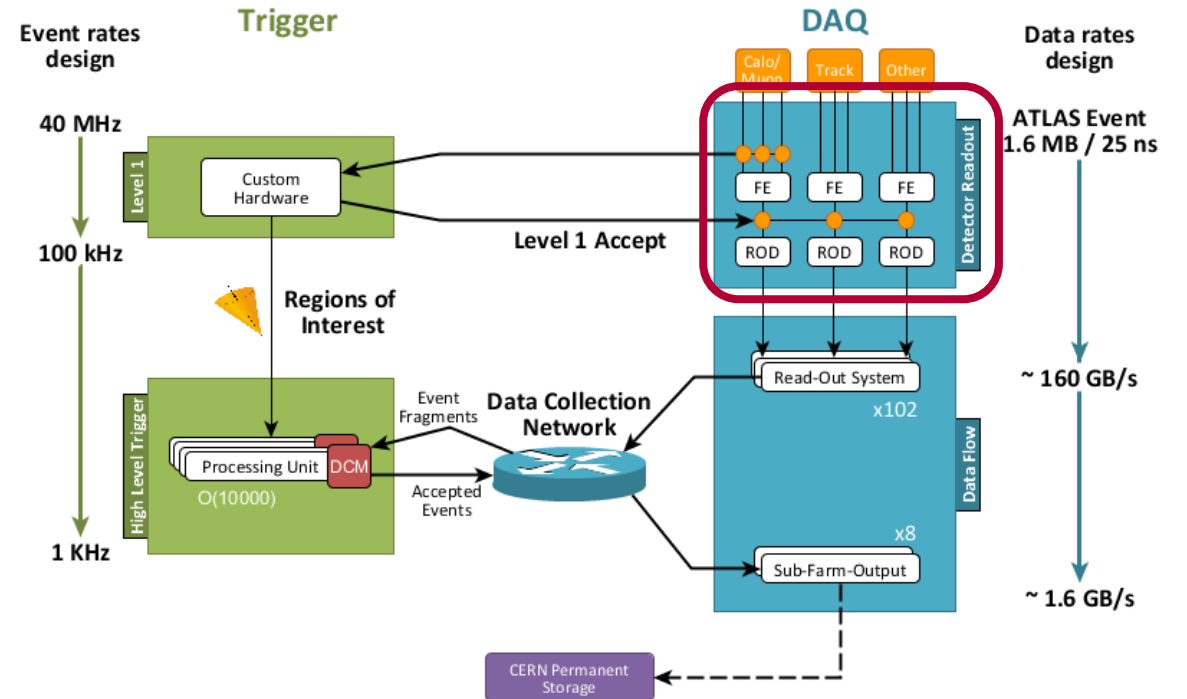 Trigger
DAQ
Event rates
design
Data rates
design
Calo/
Muon
Track
Other
40 MHz
ATLAS Event
1.6 MB / 25 ns
Level 1
Custom
Hardware
FE
FE
FE
Detector Readout
Level 1 Accept
ROD
ROD
ROD
100 kHz
Regions of
Interest
Read-Out System
x102
~ 160 GB/s
High Level Trigger
Event
Fragments
Data Collection
Network
Processing Unit
DCM
O(10000)
Accepted
Events
Data Flow
x8
Sub-Farm-Output
1 KHz
~ 1.6 GB/s
CERN Permanent
Storage